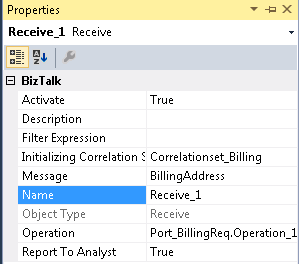 Properties
Receive_1 Receive
BizTalk
Activate True
Description
Filter Expression
Initializing Correlation S Correlationset_Billing
Message BillingAddress
Name Receive_1
Object Type Receive
Operation Port_BillingReq.Operation_1
Report To Analyst True